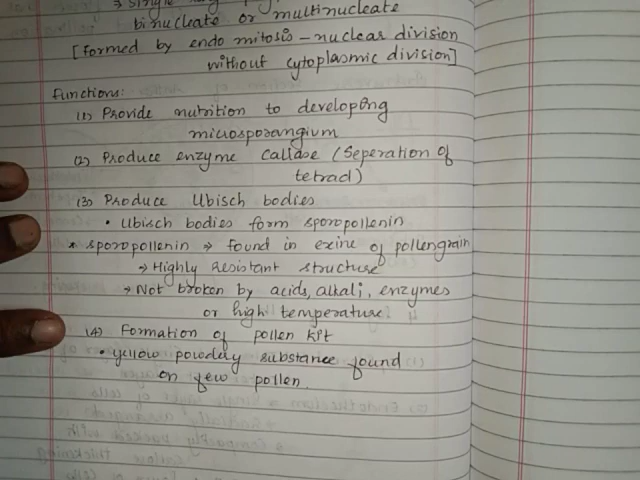 → single
binucleate or multinucleate
[formed by endo mitosis - nuclear division
without cytoplasmic division]
Functions:
(1) Provide nutrition to developing
microsporangium
(2) Produce enzyme callase (Seperation of
tetrad)
(3) Produce Ubisch bodies
• Ubisch bodies form sporopollenin
* sporopollenin → found in exine of pollengrain
→ Highly Resistant structure
→ Not broken by acids, alkali, enzymes
or high temperature
(4) Formation of pollen kit
• yellow powdery substance found
on few pollen.